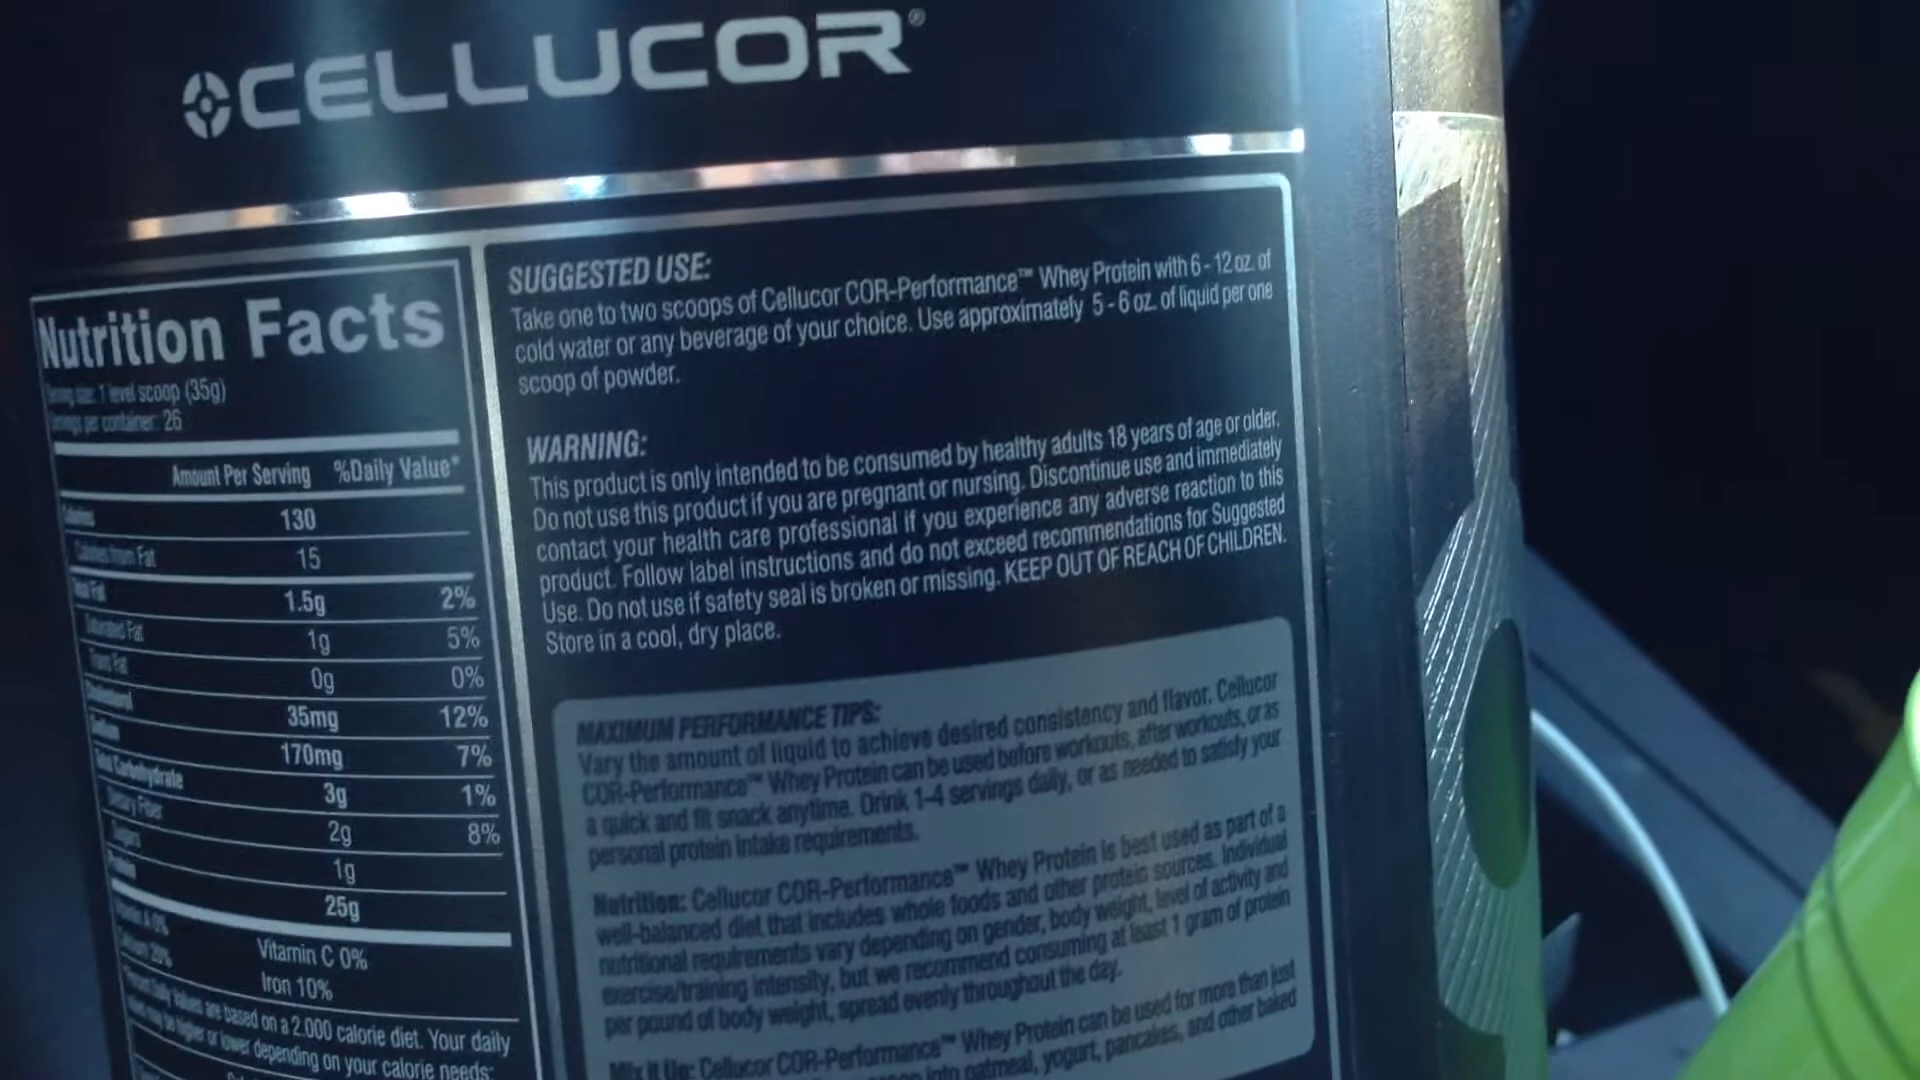 CELLUCOR®
Nutrition Facts
Serving size: 1 level scoop (35g)
Servings per container: 26
Amount Per Serving %Daily Value*
Calories 130
Calories from Fat 15
Total Fat 1.5g 2%
Saturated Fat 1g 5%
Trans Fat 0g 0%
Cholesterol 35mg 12%
Sodium 170mg 7%
Total Carbohydrate 3g 1%
Dietary Fiber 2g 8%
Sugars 1g
Protein 25g
Vitamin A 0% Vitamin C 0%
Calcium 20% Iron 10%
*Percent Daily Values are based on a 2,000 calorie diet. Your daily
values may be higher or lower depending on your calorie needs:
SUGGESTED USE:
Take one to two scoops of Cellucor COR-Performance™ Whey Protein with 6 - 12 oz. of
cold water or any beverage of your choice. Use approximately 5 - 6 oz. of liquid per one
scoop of powder.
WARNING:
This product is only intended to be consumed by healthy adults 18 years of age or older.
Do not use this product if you are pregnant or nursing. Discontinue use and immediately
contact your health care professional if you experience any adverse reaction to this
product. Follow label instructions and do not exceed recommendations for Suggested
Use. Do not use if safety seal is broken or missing. KEEP OUT OF REACH OF CHILDREN.
Store in a cool, dry place.
MAXIMUM PERFORMANCE TIPS:
Vary the amount of liquid to achieve desired consistency and flavor. Cellucor
COR-Performance™ Whey Protein can be used before workouts, after workouts, or as
a quick and fit snack anytime. Drink 1-4 servings daily, or as needed to satisfy your
personal protein intake requirements.
Nutrition: Cellucor COR-Performance™ Whey Protein is best used as part of a
well-balanced diet that includes whole foods and other protein sources. Individual
nutritional requirements vary depending on gender, body weight, level of activity and
exercise/training intensity, but we recommend consuming at least 1 gram of protein
per pound of body weight, spread evenly throughout the day.
Mix it Up: Cellucor COR-Performance™ Whey Protein can be used for more than just
into oatmeal, yogurt, pancakes, and other baked